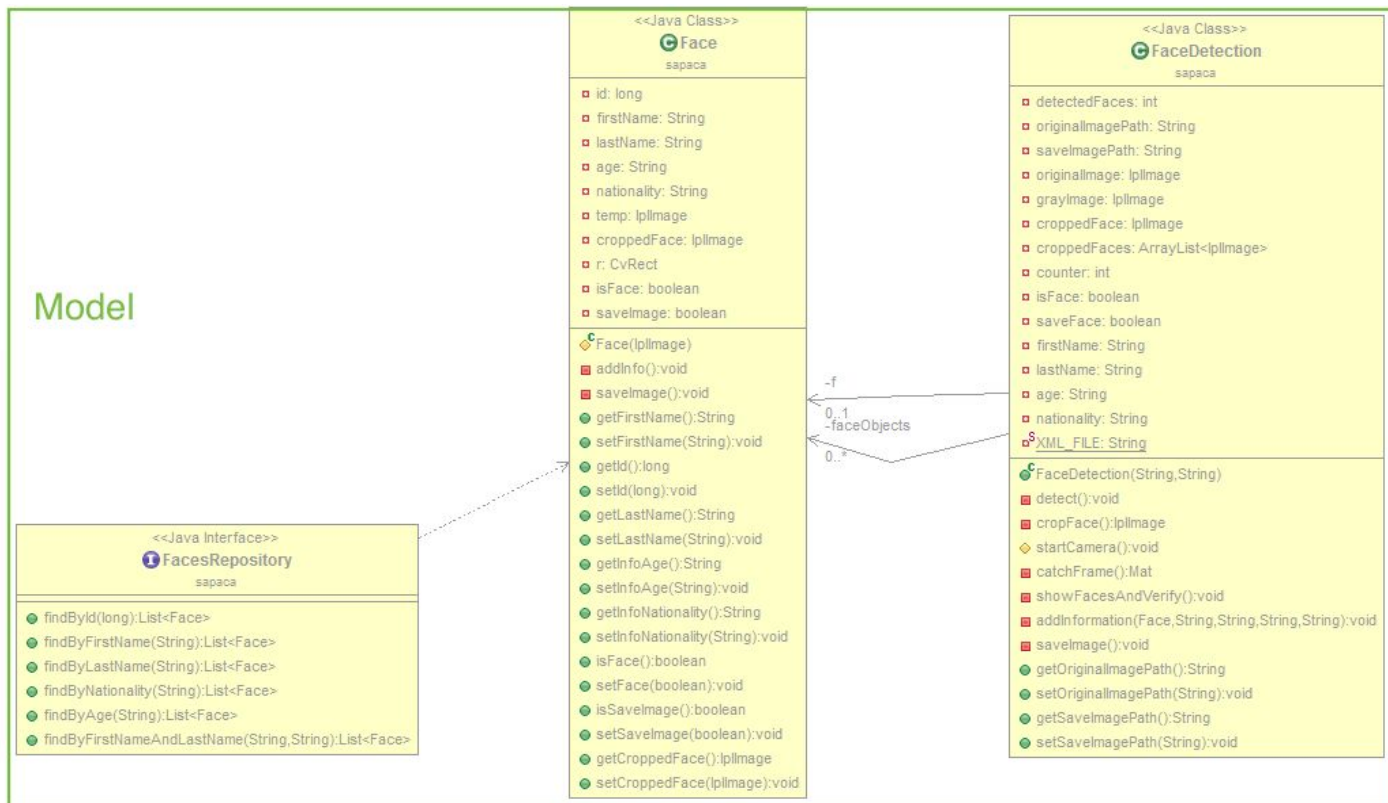 Model
<<Java Interface>>
FacesRepository
sapaca
findById(long):List<Face>
findByFirstName(String):List<Face>
findByLastName(String):List<Face>
findByNationality(String):List<Face>
findByAge(String):List<Face>
findByFirstNameAndLastName(String,String):List<Face>
<<Java Class>>
Face
sapaca
id: long
firstName: String
lastName: String
age: String
nationality: String
temp: IplImage
croppedFace: IplImage
r: CvRect
isFace: boolean
saveImage: boolean
Face(IplImage)
addInfo():void
saveImage():void
getFirstName():String
setFirstName(String):void
getId():long
setId(long):void
getLastName():String
setLastName(String):void
getInfoAge():String
setInfoAge(String):void
getInfoNationality():String
setInfoNationality(String):void
isFace():boolean
setFace(boolean):void
isSaveImage():boolean
setSaveImage(boolean):void
getCroppedFace():IplImage
setCroppedFace(IplImage):void
-f
0..1
-faceObjects
0..*
<<Java Class>>
FaceDetection
sapaca
detectedFaces: int
originalImagePath: String
saveImagePath: String
originalImage: IplImage
grayImage: IplImage
croppedFace: IplImage
croppedFaces: ArrayList<IplImage>
counter: int
isFace: boolean
saveFace: boolean
firstName: String
lastName: String
age: String
nationality: String
XML_FILE: String
FaceDetection(String,String)
detect():void
cropFace():IplImage
startCamera():void
catchFrame():Mat
showFacesAndVerify():void
addInformation(Face,String,String,String,String):void
saveImage():void
getOriginalImagePath():String
setOriginalImagePath(String):void
getSaveImagePath():String
setSaveImagePath(String):void